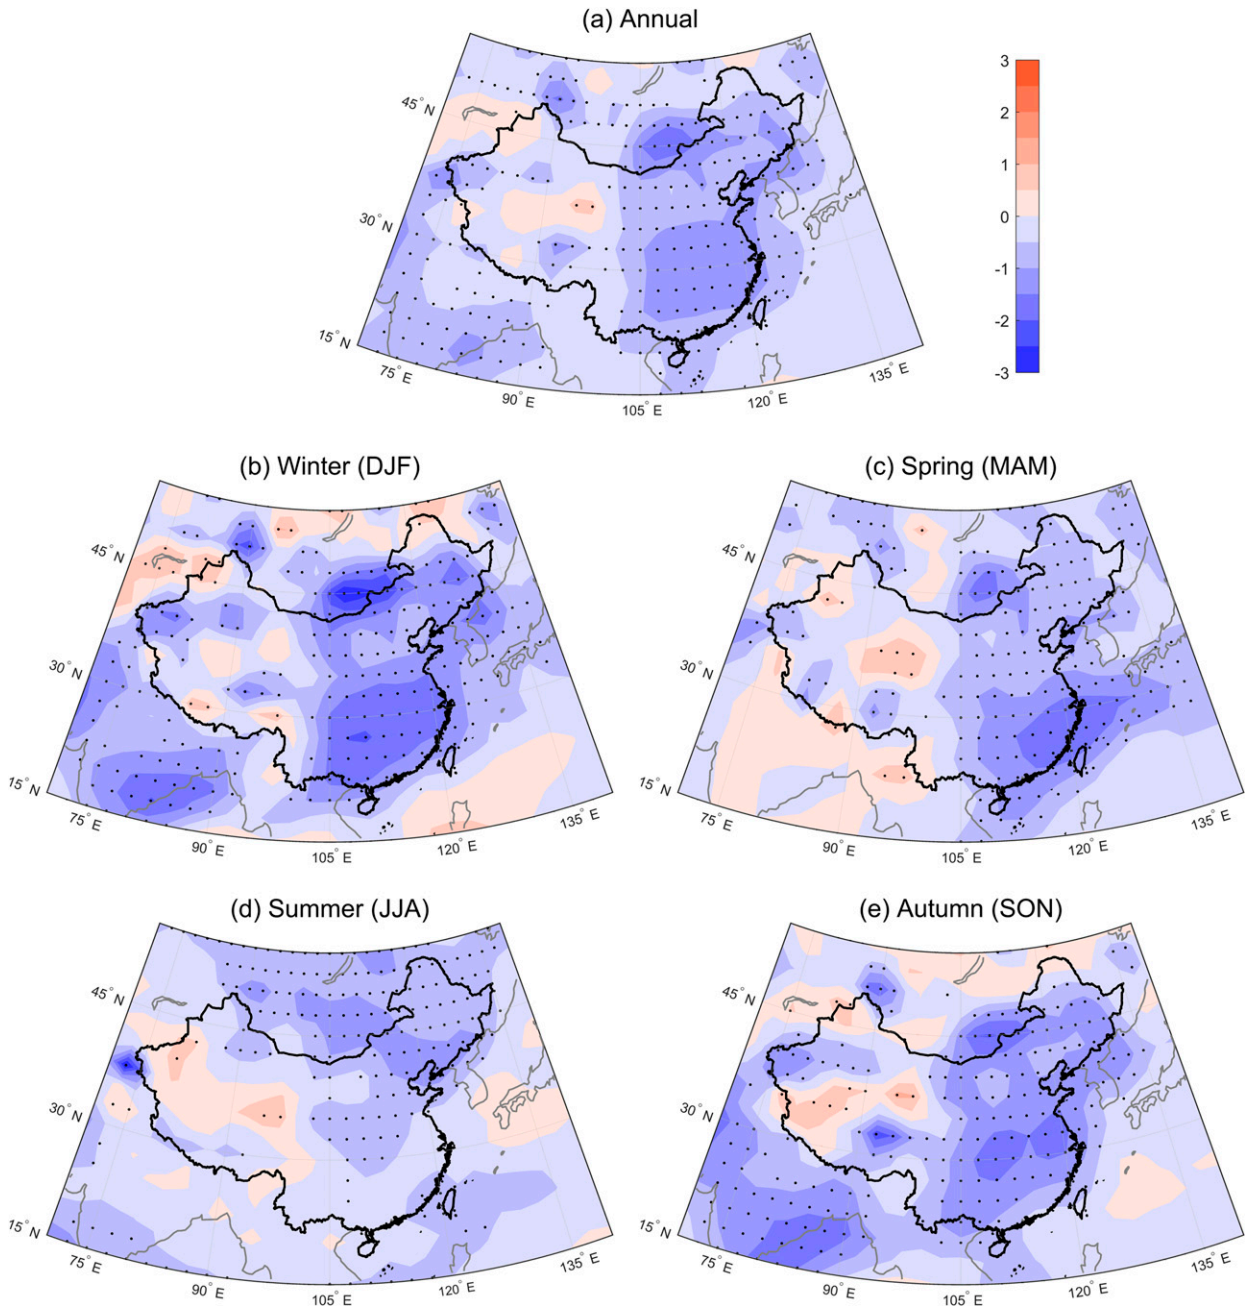 (a) Annual
45° N
30° N
15° N
75° E
90° E
105° E
120° E
135° E
3
2
1
0
-1
-2
-3
(b) Winter (DJF)
45° N
30° N
15° N
75° E
90° E
105° E
120° E
135° E
(c) Spring (MAM)
45° N
30° N
15° N
75° E
90° E
105° E
120° E
135° E
(d) Summer (JJA)
45° N
30° N
15° N
75° E
90° E
105° E
120° E
135° E
(e) Autumn (SON)
45° N
30° N
15° N
75° E
90° E
105° E
120° E
135° E